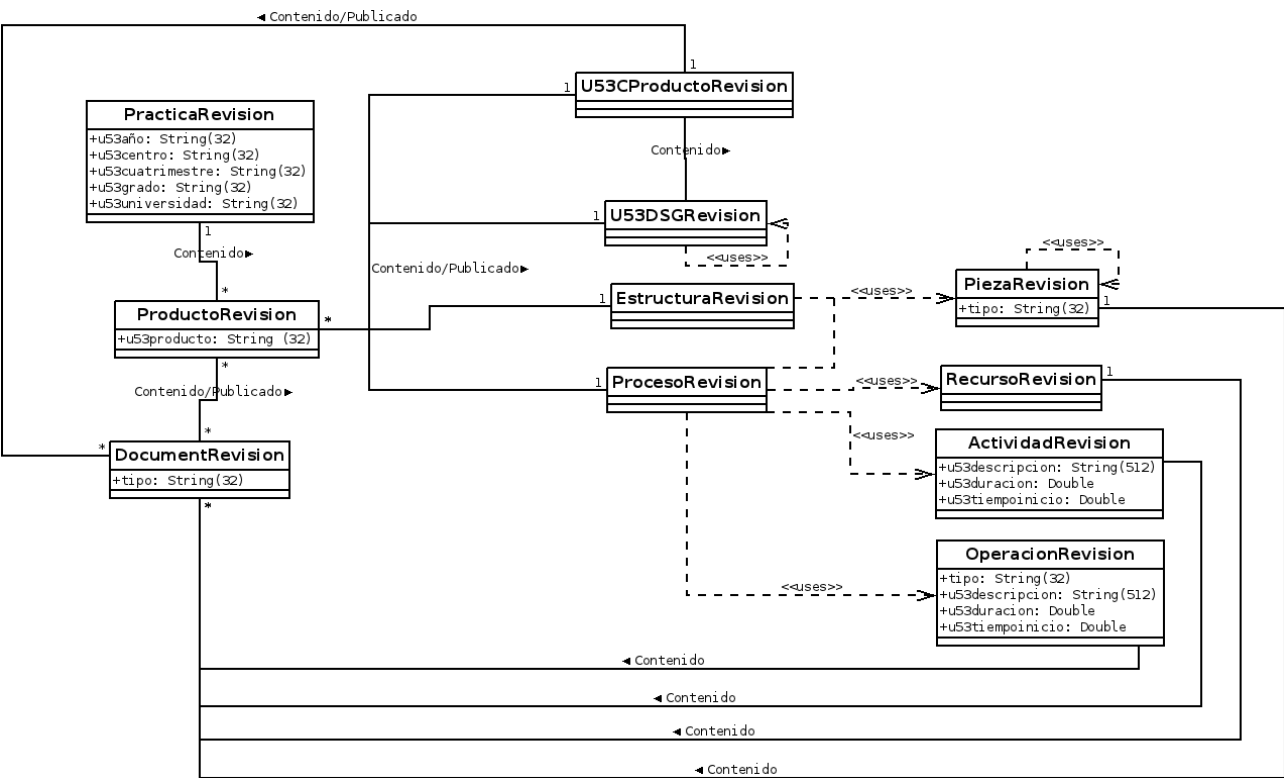 ◄ Contenido/Publicado
1
U53CProductoRevision
1
PracticaRevision
+u53año: String(32)
+u53centro: String(32)
+u53cuatrimestre: String(32)
+u53grado: String(32)
+u53universidad: String(32)
Contenido►
1
U53DSGRevision
1
<<uses>>
Contenido►
Contenido/Publicado►
<<uses>>
*
PiezaRevision
+tipo: String(32)
1
1
EstructuraRevision
<<uses>>
ProductoRevision
+u53producto: String (32)
*
*
Contenido/Publicado►
1
ProcesoRevision
<<uses>>
RecursoRevision
1
<<uses>>
*
*
DocumentRevision
+tipo: String(32)
*
ActividadRevision
+u53descripcion: String(512)
+u53duracion: Double
+u53tiempoinicio: Double
OperacionRevision
+tipo: String(32)
+u53descripcion: String(512)
+u53duracion: Double
+u53tiempoinicio: Double
<<uses>>
◄ Contenido
◄ Contenido
◄ Contenido
◄ Contenido